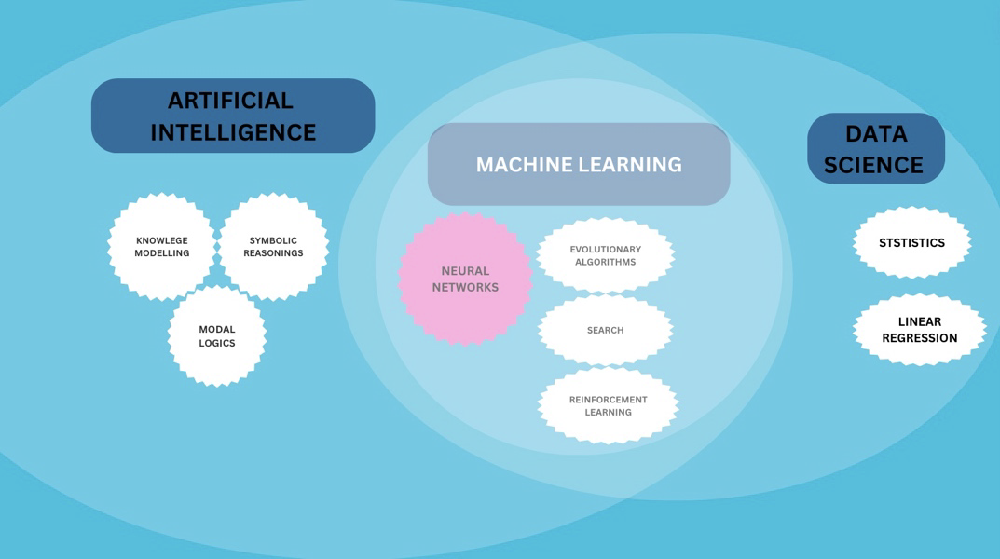 ARTIFICIAL
INTELLIGENCE
KNOWLEGE
MODELLING
SYMBOLIC
REASONINGS
MODAL
LOGICS
MACHINE LEARNING
NEURAL
NETWORKS
EVOLUTIONARY
ALGORITHMS
SEARCH
REINFORCEMENT
LEARNING
DATA
SCIENCE
STSTISTICS
LINEAR
REGRESSION